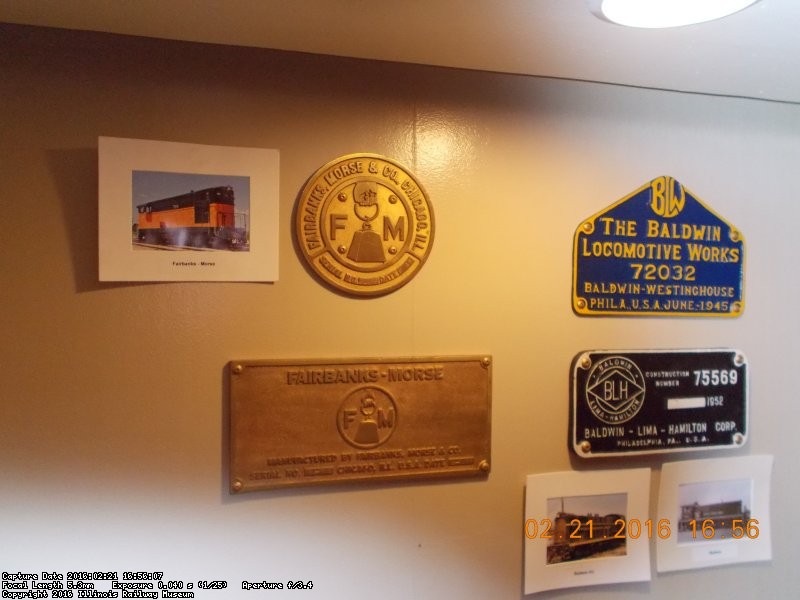 Fairbanks - Morse
FAIRBANKS, MORSE & CO. CHICAGO, ILL.
F M
BLW
THE BALDWIN
LOCOMOTIVE WORKS
72032
BALDWIN-WESTINGHOUSE
PHILA., U.S.A. JUNE-1945
FAIRBANKS-MORSE
F M
MANUFACTURED BY FAIRBANKS, MORSE & CO.
SERIAL NO. CHICAGO, ILL. U.S.A. DATE
BALDWIN
BLH
LIMA-HAMILTON
CONSTRUCTION
NUMBER 75569
1952
BALDWIN - LIMA - HAMILTON CORP.
PHILADELPHIA, PA., U.S.A.
02.21.2016 16:56
Capture Date 2016:02:21 16:56:07
Focal Length 5.3mm Exposure 0.040 s (1/25) Aperture f/3.4
Copyright 2016 Illinois Railway Museum